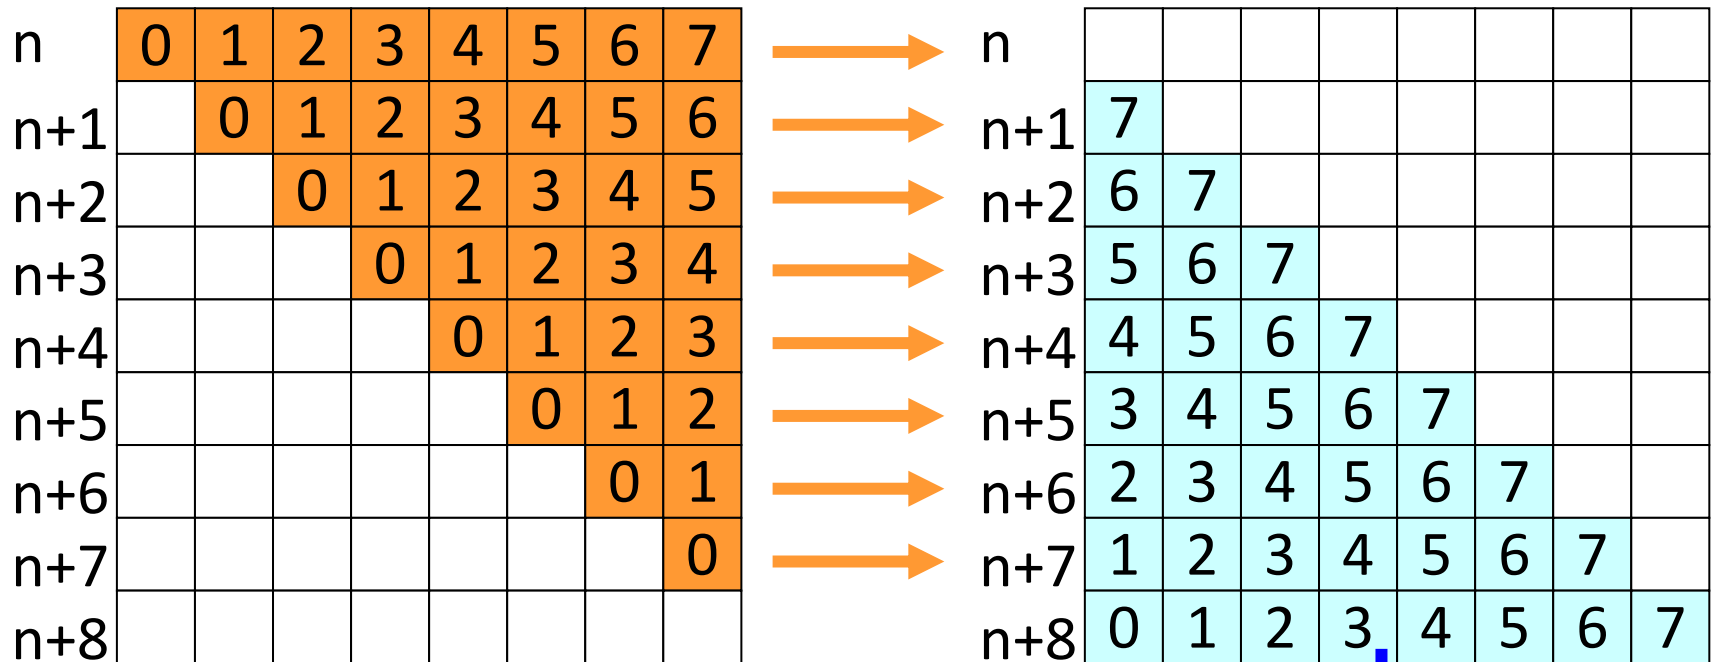 n 0 1 2 3 4 5 6 7 n
n+1 0 1 2 3 4 5 6 n+1 7
n+2 0 1 2 3 4 5 n+2 6 7
n+3 0 1 2 3 4 n+3 5 6 7
n+4 0 1 2 3 n+4 4 5 6 7
n+5 0 1 2 n+5 3 4 5 6 7
n+6 0 1 n+6 2 3 4 5 6 7
n+7 0 n+7 1 2 3 4 5 6 7
n+8 n+8 0 1 2 3 4 5 6 7